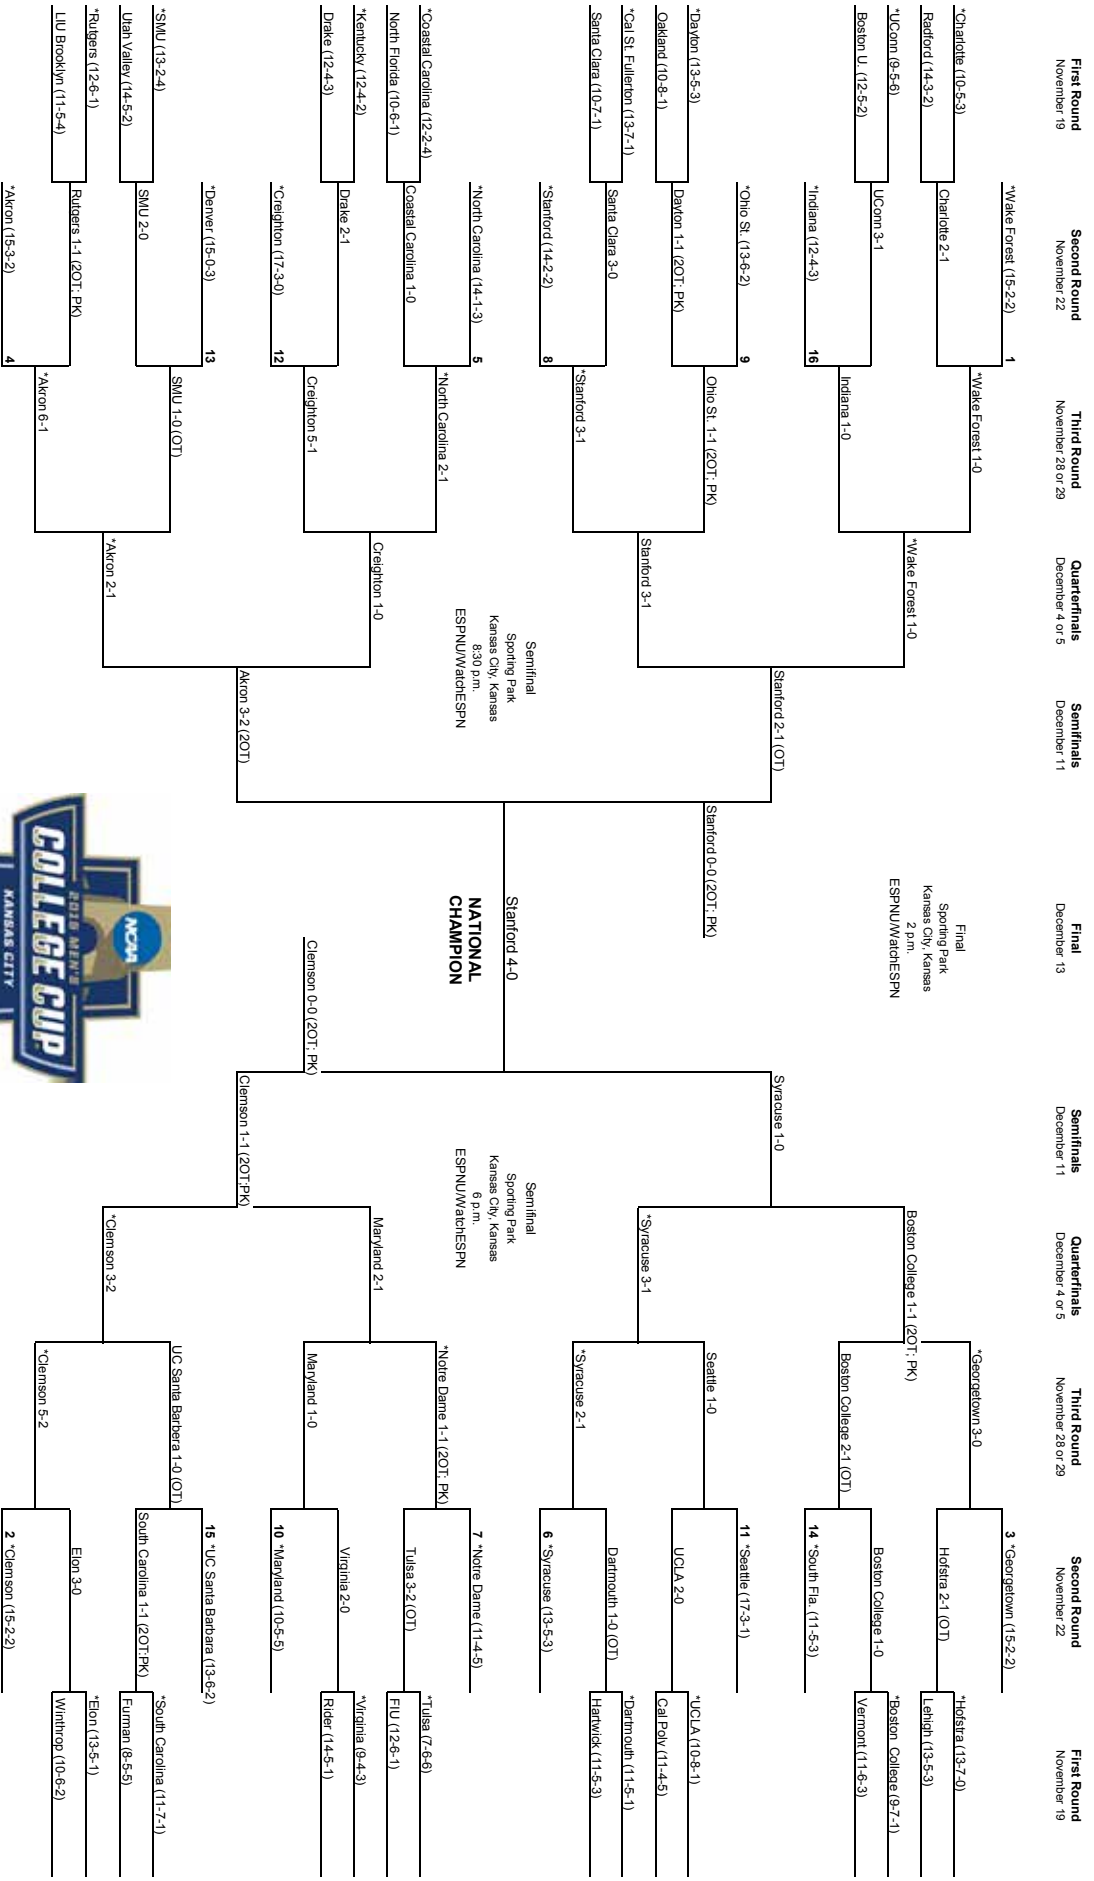 First Round
November 19
Second Round
November 22
Third Round
November 28 or 29
Quarterfinals
December 4 or 5
Semifinals
December 11
Final
December 13
Semifinals
December 11
Quarterfinals
December 4 or 5
Third Round
November 28 or 29
Second Round
November 22
First Round
November 19
*Charlotte (10-5-3)
Radford (14-3-2)
*UConn (9-5-6)
Boston U. (12-5-2)
*Dayton (13-5-3)
Oakland (10-8-1)
*Cal St. Fullerton (13-7-1)
Santa Clara (10-7-1)
*Coastal Carolina (12-2-4)
North Florida (10-6-1)
*Kentucky (12-4-2)
Drake (12-4-3)
*SMU (13-2-4)
Utah Valley (14-5-2)
*Rutgers (12-6-1)
LIU Brooklyn (11-5-4)
*Wake Forest (15-2-2)
1
Charlotte 2-1
UConn 3-1
*Indiana (12-4-3)
16
*Ohio St. (13-6-2)
9
Dayton 1-1 (2OT; PK)
Santa Clara 3-0
*Stanford (14-2-2)
8
*North Carolina (14-1-3)
5
Coastal Carolina 1-0
Drake 2-1
*Creighton (17-3-0)
12
*Denver (15-0-3)
13
SMU 2-0
Rutgers 1-1 (2OT; PK)
*Akron (15-3-2)
4
*Wake Forest 1-0
Indiana 1-0
Ohio St. 1-1 (2OT; PK)
*Stanford 3-1
*North Carolina 2-1
Creighton 5-1
SMU 1-0 (OT)
*Akron 6-1
*Wake Forest 1-0
Stanford 3-1
Creighton 1-0
*Akron 2-1
Semifinal
Sporting Park
Kansas City, Kansas
8:30 p.m.
ESPNU/WatchESPN
Stanford 2-1 (OT)
Akron 3-2 (2OT)
Final
Sporting Park
Kansas City, Kansas
2 p.m.
ESPNU/WatchESPN
Stanford 0-0 (2OT; PK)
Stanford 4-0
NATIONAL
CHAMPION
Clemson 0-0 (2OT; PK)
NCAA
2015 MEN'S
COLLEGE CUP
KANSAS CITY
Syracuse 1-0
Clemson 1-1 (2OT;PK)
Semifinal
Sporting Park
Kansas City, Kansas
6 p.m.
ESPNU/WatchESPN
Boston College 1-1 (2OT; PK)
*Syracuse 3-1
Maryland 2-1
*Clemson 3-2
*Georgetown 3-0
Boston College 2-1 (OT)
Seattle 1-0
*Syracuse 2-1
*Notre Dame 1-1 (2OT; PK)
Maryland 1-0
UC Santa Barbera 1-0 (OT)
*Clemson 5-2
3 *Georgetown (15-2-2)
Hofstra 2-1 (OT)
Boston College 1-0
14 *South Fla. (11-5-3)
11 *Seattle (17-3-1)
UCLA 2-0
Dartmouth 1-0 (OT)
6 *Syracuse (13-5-3)
7 *Notre Dame (11-4-5)
Tulsa 3-2 (OT)
Virginia 2-0
10 *Maryland (10-5-5)
15 *UC Santa Barbara (13-6-2)
South Carolina 1-1 (2OT;PK)
Elon 3-0
2 *Clemson (15-2-2)
*Hofstra (13-7-0)
Lehigh (13-5-3)
*Boston College (9-7-1)
Vermont (11-6-3)
*UCLA (10-8-1)
Cal Poly (11-4-5)
*Dartmouth (11-5-1)
Hartwick (11-5-3)
*Tulsa (7-6-6)
FIU (12-6-1)
*Virginia (9-4-3)
Rider (14-5-1)
*South Carolina (11-7-1)
Furman (8-5-5)
*Elon (13-5-1)
Winthrop (10-6-2)